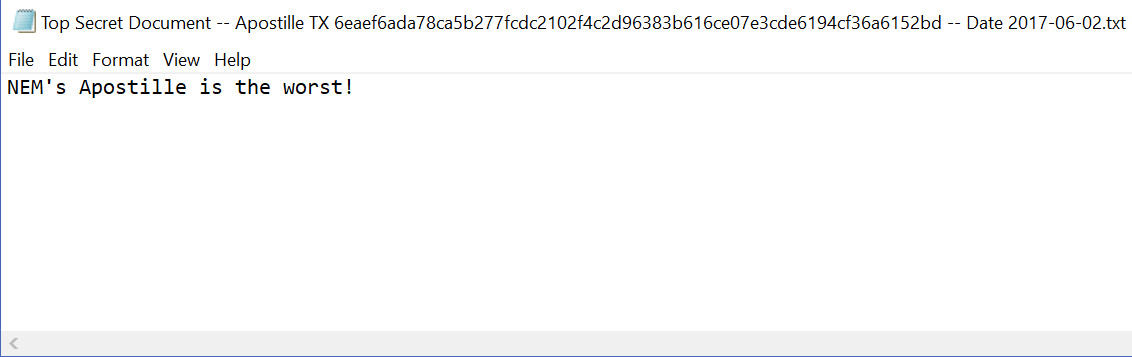 Top Secret Document -- Apostille TX 6eaef6ada78ca5b277fcdc2102f4c2d96383b616ce07e3cde6194cf36a6152bd -- Date 2017-06-02.txt
File Edit Format View Help
NEM's Apostille is the worst!